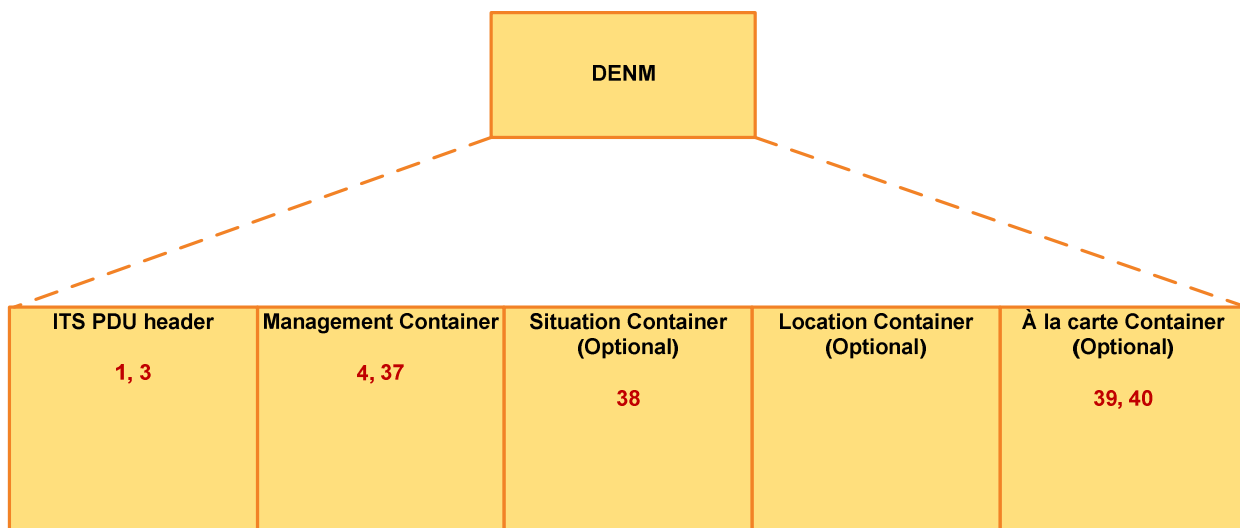 DENM
ITS PDU header
1, 3
Management Container
4, 37
Situation Container
(Optional)
38
Location Container
(Optional)
À la carte Container
(Optional)
39, 40